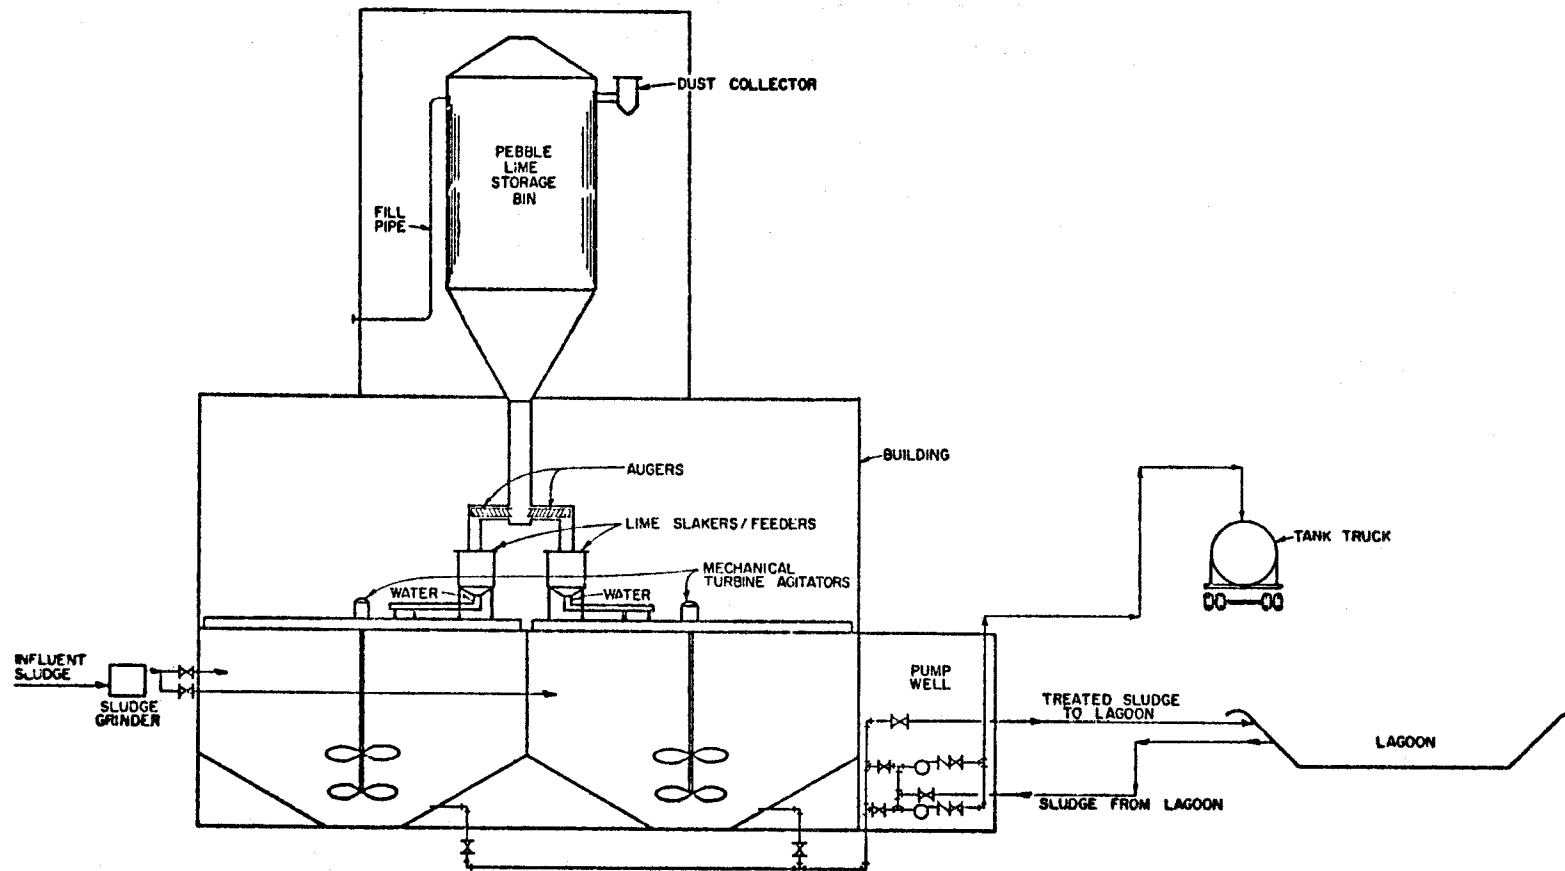 DUST COLLECTOR
PEBBLE
LIME
STORAGE
BIN
FILL
PIPE
BUILDING
AUGERS
LIME SLAKERS/FEEDERS
TANK TRUCK
MECHANICAL
TURBINE AGITATORS
WATER
WATER
INFLUENT
SLUDGE
SLUDGE
GRINDER
PUMP
WELL
TREATED SLUDGE
TO LAGOON
LAGOON
SLUDGE FROM LAGOON